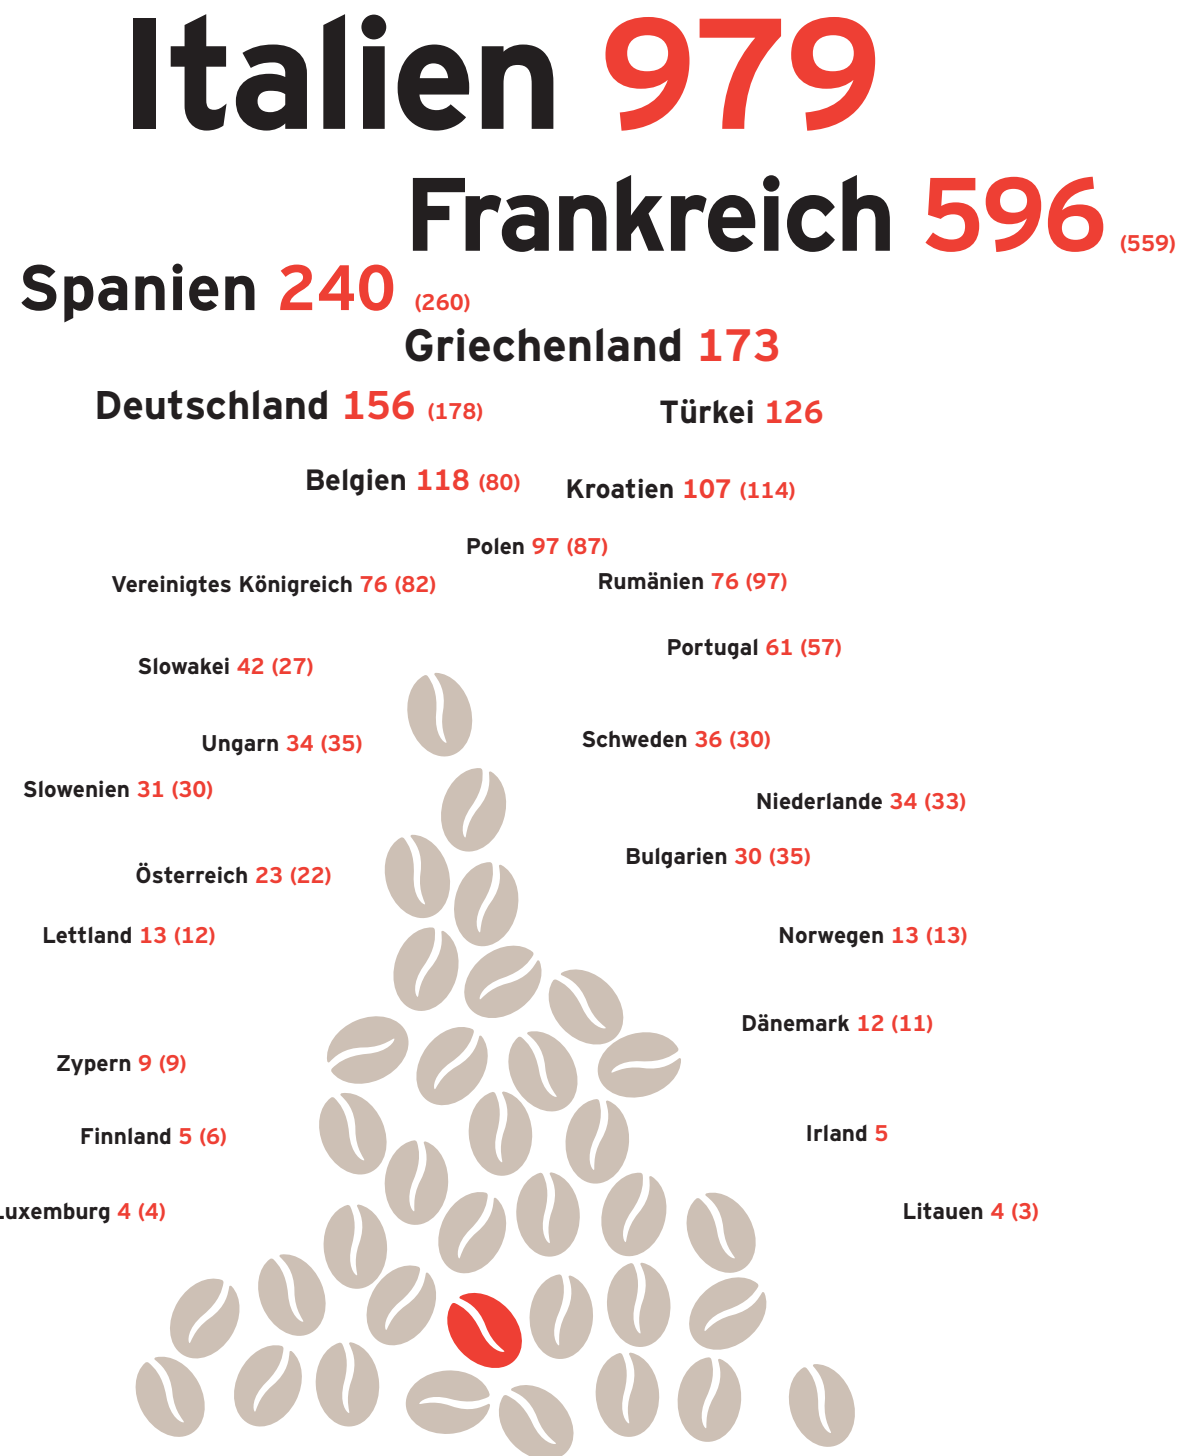 Italien 979
Frankreich 596 (559)
Spanien 240 (260)
Griechenland 173
Deutschland 156 (178)
Türkei 126
Belgien 118 (80)
Kroatien 107 (114)
Polen 97 (87)
Vereinigtes Königreich 76 (82)
Rumänien 76 (97)
Portugal 61 (57)
Slowakei 42 (27)
Ungarn 34 (35)
Schweden 36 (30)
Slowenien 31 (30)
Niederlande 34 (33)
Bulgarien 30 (35)
Österreich 23 (22)
Lettland 13 (12)
Norwegen 13 (13)
Dänemark 12 (11)
Zypern 9 (9)
Finnland 5 (6)
Irland 5
Luxemburg 4 (4)
Litauen 4 (3)